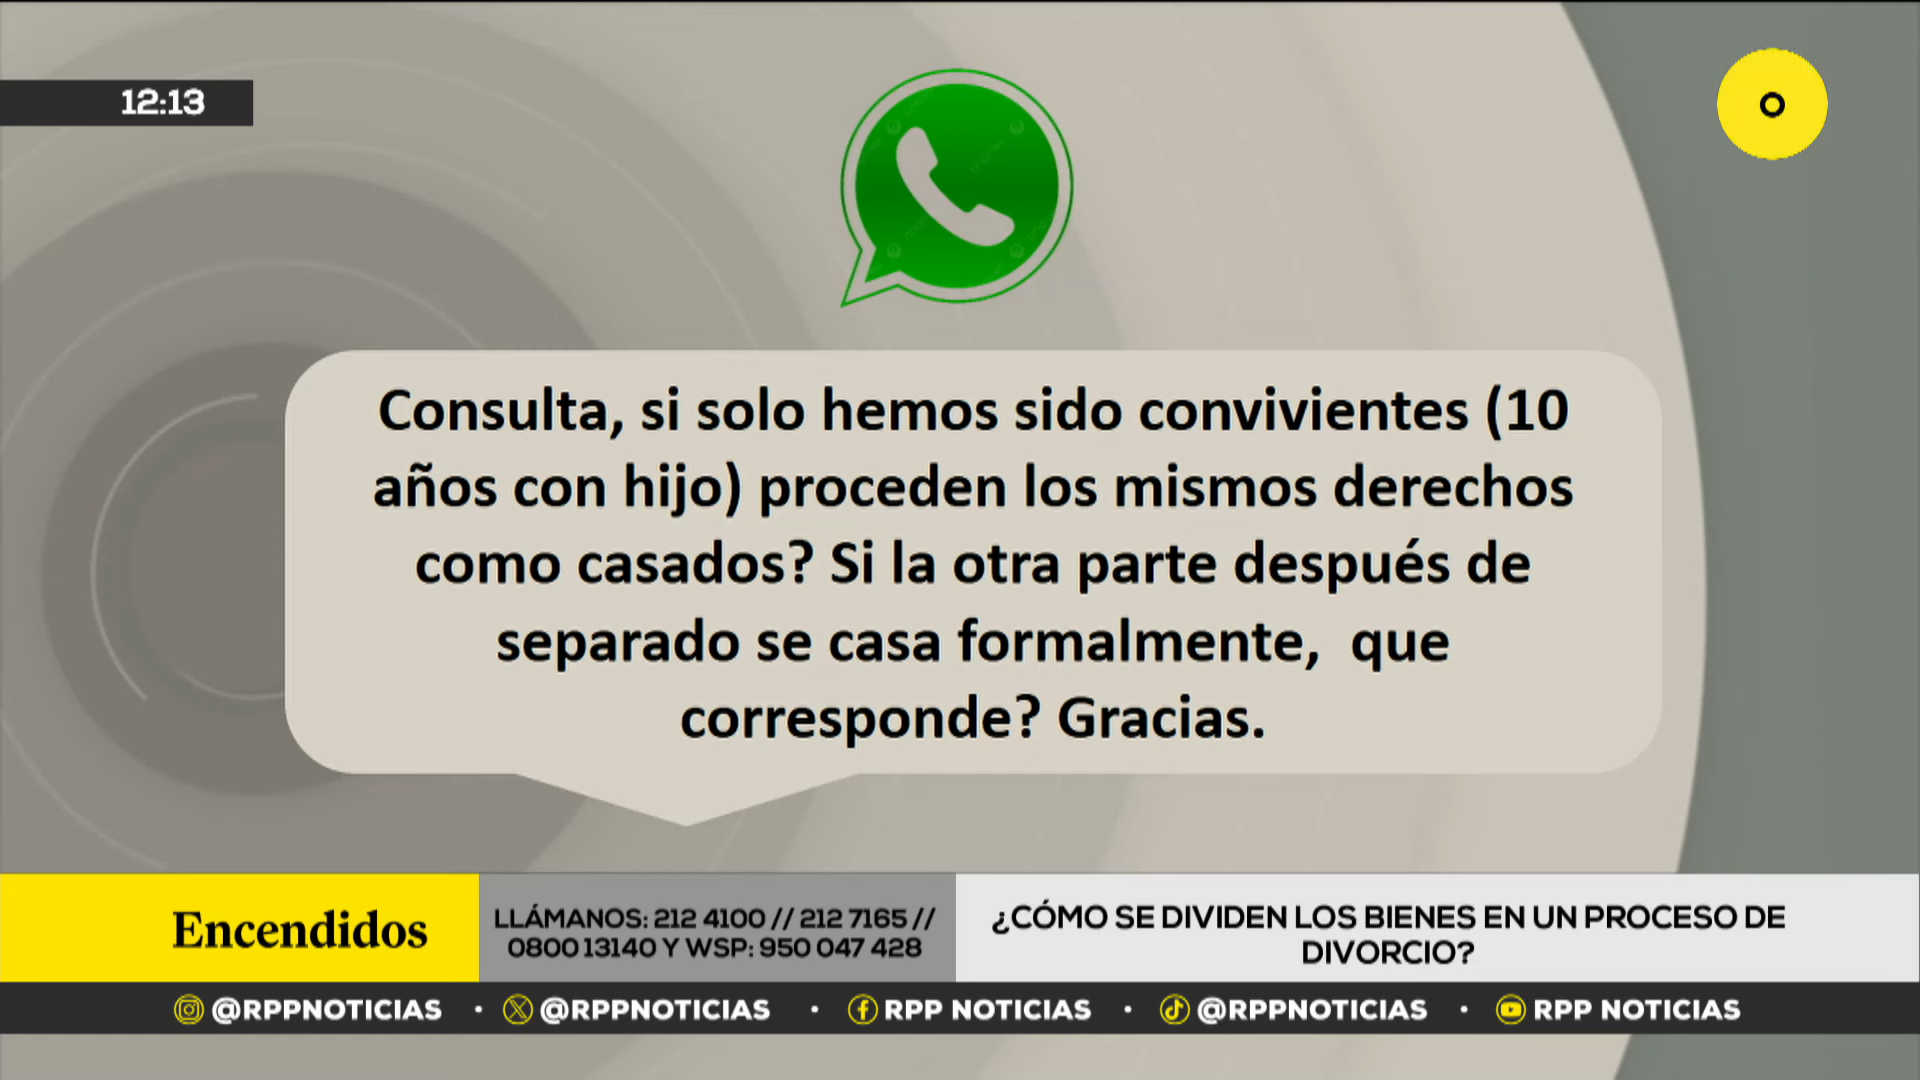 12:13
Consulta, si solo hemos sido convivientes (10
años con hijo) proceden los mismos derechos
como casados? Si la otra parte después de
separado se casa formalmente,  que
corresponde? Gracias.
Encendidos
LLÁMANOS: 212 4100 // 212 7165 //
0800 13140 Y WSP: 950 047 428
¿CÓMO SE DIVIDEN LOS BIENES EN UN PROCESO DE
DIVORCIO?
@RPPNOTICIAS · @RPPNOTICIAS · RPP NOTICIAS · @RPPNOTICIAS · RPP NOTICIAS